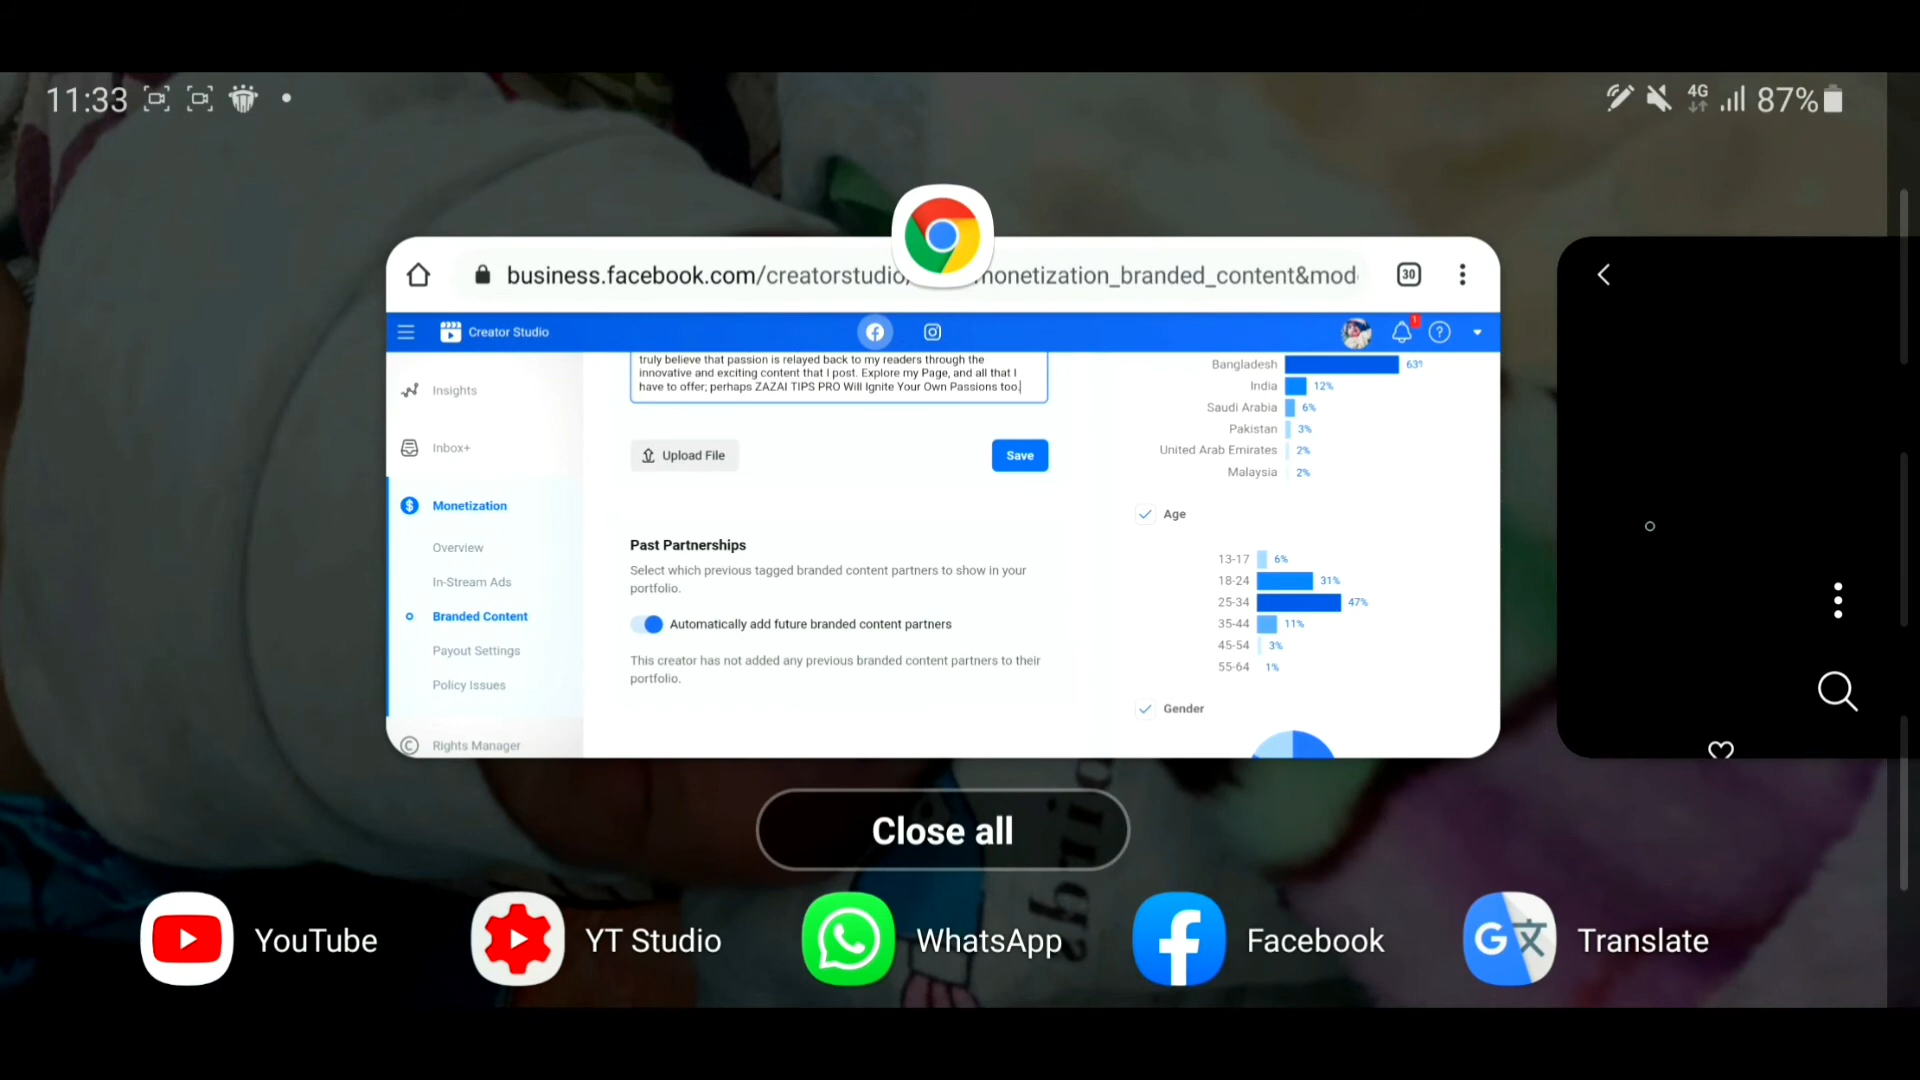 11:33
4G
87%
business.facebook.com/creatorstudio/
monetization_branded_content&mod
30
Creator Studio
1
truly believe that passion is relayed back to my readers through the
innovative and exciting content that I post. Explore my Page, and all that I
have to offer; perhaps ZAZAI TIPS PRO Will Ignite Your Own Passions too.
Upload File
Save
Insights
Inbox+
Monetization
Overview
In-Stream Ads
Branded Content
Payout Settings
Policy Issues
Rights Manager
Past Partnerships
Select which previous tagged branded content partners to show in your
portfolio.
Automatically add future branded content partners
This creator has not added any previous branded content partners to their
portfolio.
Bangladesh 63%
India 12%
Saudi Arabia 6%
Pakistan 3%
United Arab Emirates 2%
Malaysia 2%
Age
13-17 6%
18-24 31%
25-34 47%
35-44 11%
45-54 3%
55-64 1%
Gender
Close all
YouTube
YT Studio
WhatsApp
Facebook
Translate